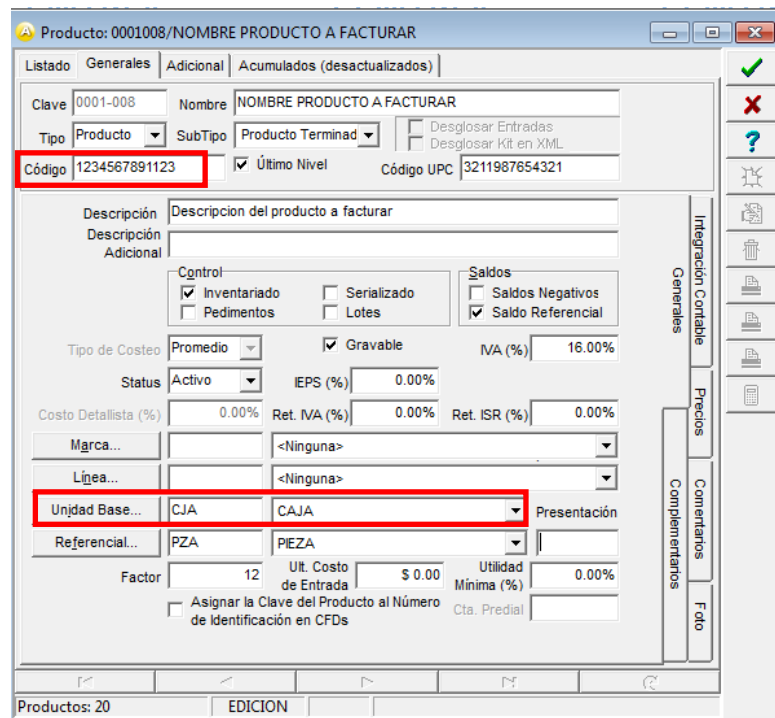 Producto: 0001008/NOMBRE PRODUCTO A FACTURAR
Listado Generales Adicional Acumulados (desactualizados)
Clave 0001-008 Nombre NOMBRE PRODUCTO A FACTURAR
Tipo Producto SubTipo Producto Terminad Desglosar Entradas
Desglosar Kit en XML
Código 1234567891123 Último Nivel Código UPC 3211987654321
Descripción Descripcion del producto a facturar
Descripción
Adicional
Control Saldos
Inventariado Serializado Saldos Negativos
Pedimentos Lotes Saldo Referencial
Tipo de Costeo Promedio Gravable IVA (%) 16.00%
Status Activo IEPS (%) 0.00%
Costo Detallista (%) 0.00% Ret. IVA (%) 0.00% Ret. ISR (%) 0.00%
Marca... <Ninguna>
Línea... <Ninguna>
Unidad Base... CJA CAJA Presentación
Referencial... PZA PIEZA
Factor 12 Ult. Costo
de Entrada $ 0.00 Utilidad
Mínima (%) 0.00%
Asignar la Clave del Producto al Número
de Identificación en CFDs Cta. Predial
Generales
Complementarios
Integración Contable
Precios
Comentarios
Foto
Productos: 20 EDICION